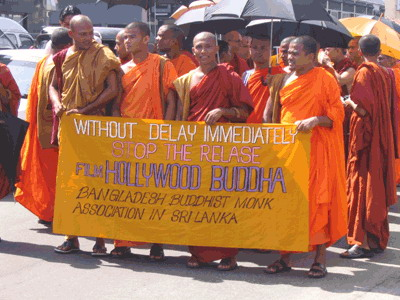 WITHOUT DELAY IMMEDIATELY
STOP THE RELASE
FILM HOLLYWOOD BUDDHA
BANGLADESH BUDDHIST MONK
ASSOCIATION IN SRI LANKA